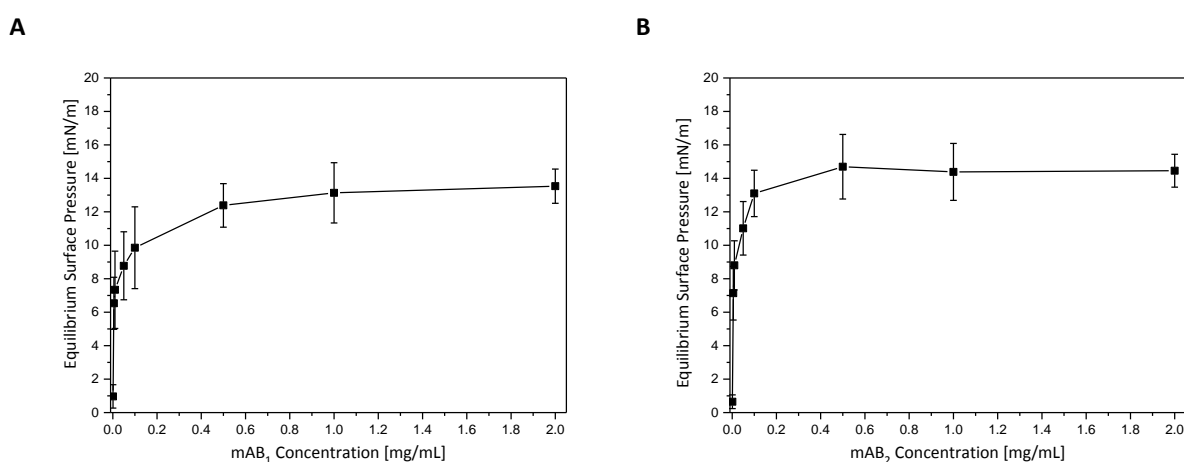 A
B
Equilibrium Surface Pressure [mN/m]
20
18
16
14
12
10
8
6
4
2
0
0.0 0.2 0.4 0.6 0.8 1.0 1.2 1.4 1.6 1.8 2.0
mAB₁ Concentration [mg/mL]
Equilibrium Surface Pressure [mN/m]
20
18
16
14
12
10
8
6
4
2
0
0.0 0.2 0.4 0.6 0.8 1.0 1.2 1.4 1.6 1.8 2.0
mAB₂ Concentration [mg/mL]